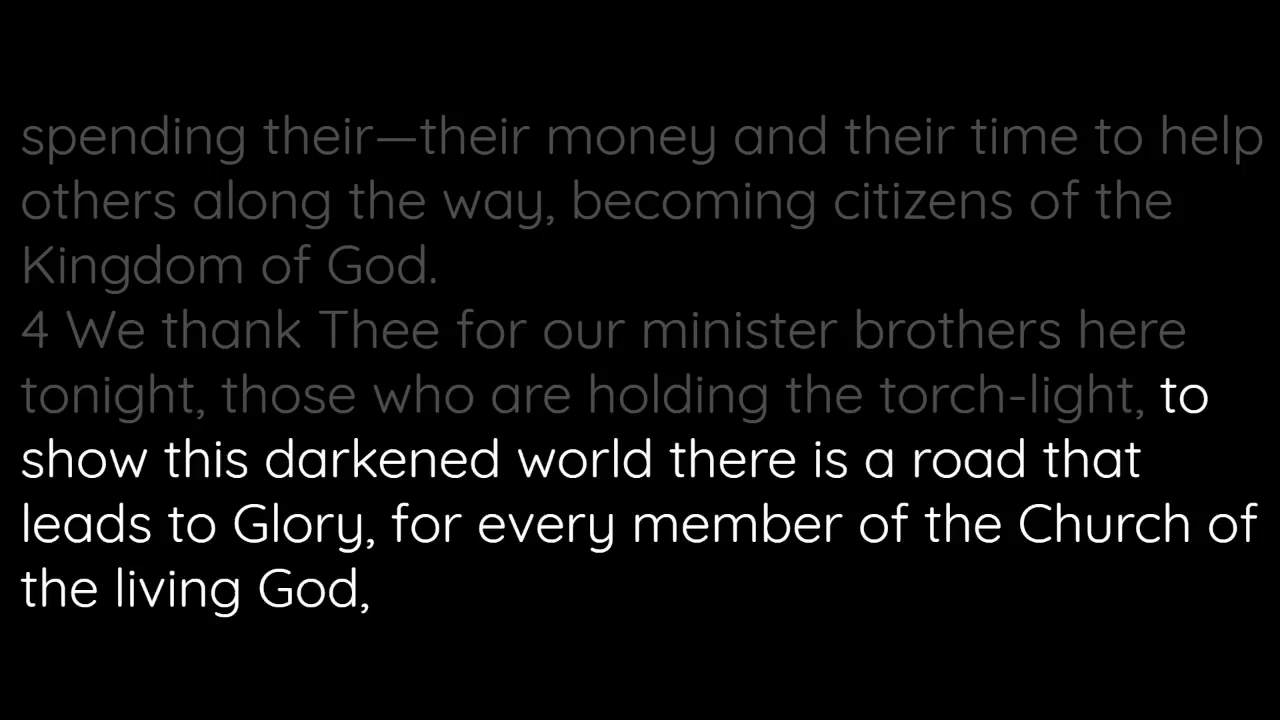 spending their—their money and their time to help
others along the way, becoming citizens of the
Kingdom of God.
4 We thank Thee for our minister brothers here
tonight, those who are holding the torch-light, to
show this darkened world there is a road that
leads to Glory, for every member of the Church of
the living God,